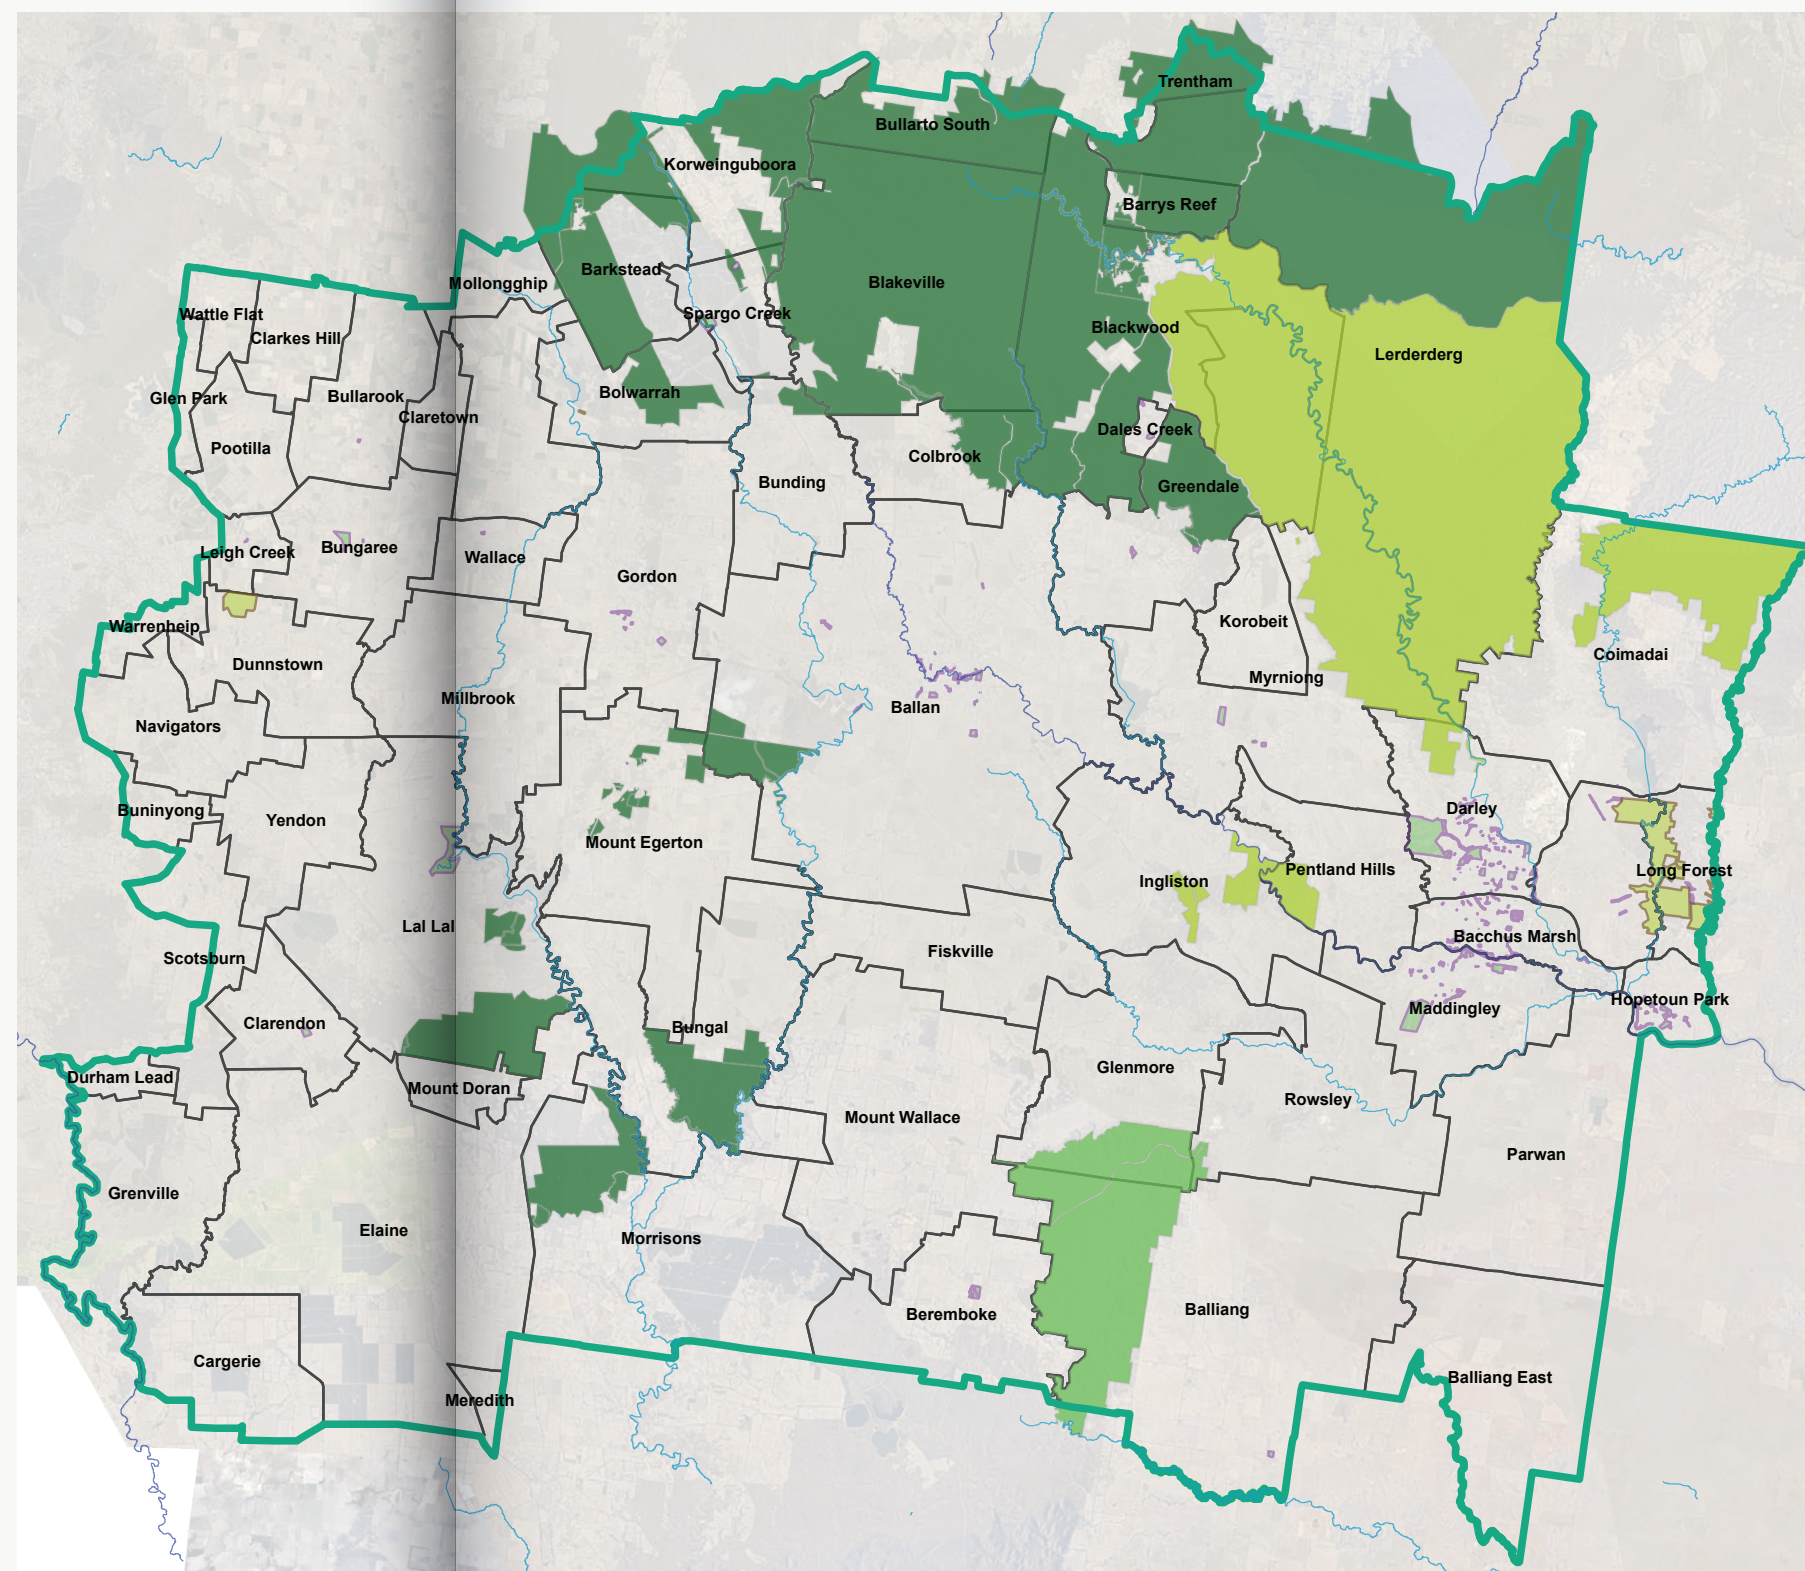 Trentham
Bullarto South
Korweinguboora
Barrys Reef
Barkstead
Mollongghip
Blakeville
Wattle Flat
Spargo Creek
Blackwood
Clarkes Hill
Lerderderg
Glen Park
Bullarook
Bolwarrah
Claretown
Dales Creek
Pootilla
Colbrook
Bunding
Greendale
Leigh Creek
Bungaree
Wallace
Gordon
Korobeit
Warrenheip
Coimadai
Dunnstown
Myrniong
Millbrook
Ballan
Navigators
Buninyong
Yendon
Darley
Mount Egerton
Ingliston
Pentland Hills
Long Forest
Lal Lal
Bacchus Marsh
Scotsburn
Fiskville
Hopetoun Park
Maddingley
Clarendon
Bungal
Glenmore
Durham Lead
Mount Doran
Rowsley
Mount Wallace
Parwan
Grenville
Elaine
Morrisons
Balliang
Beremboke
Cargerie
Balliang East
Meredith